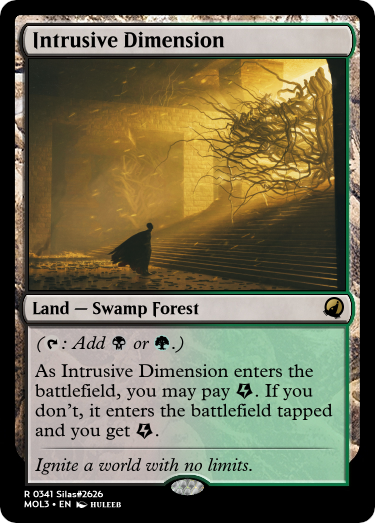 Intrusive Dimension
Land — Swamp Forest
(: Add or .)
As Intrusive Dimension enters the
battlefield, you may pay . If you
don't, it enters the battlefield tapped
and you get .
Ignite a world with no limits.
R 0341 Silas#2626
MOL3 • EN HULEEB